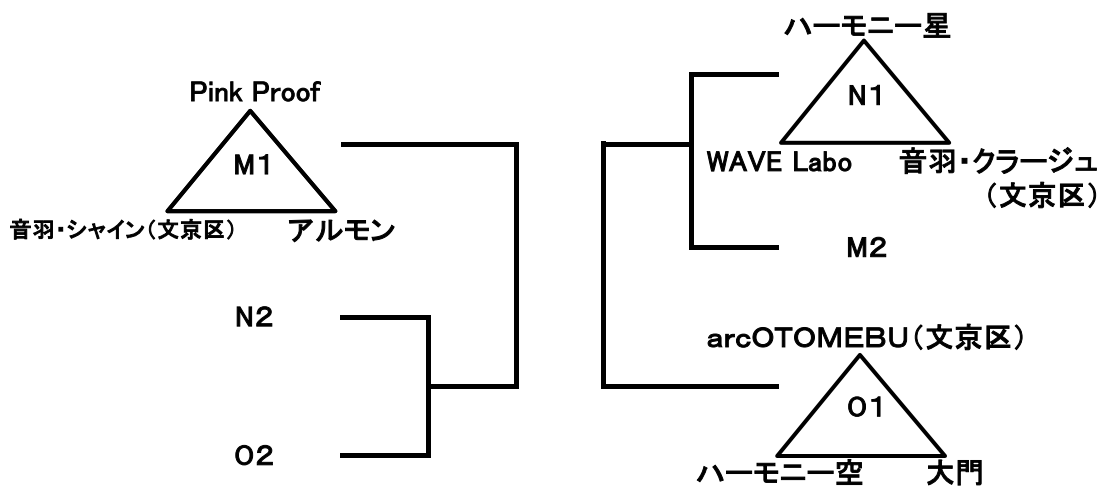 Pink Proof
M1
音羽・シャイン(文京区)
アルモン
N2
O2
ハーモニー星
N1
WAVE Labo
音羽・クラージュ
(文京区)
M2
arcOTOMEBU(文京区)
O1
ハーモニー空
大門